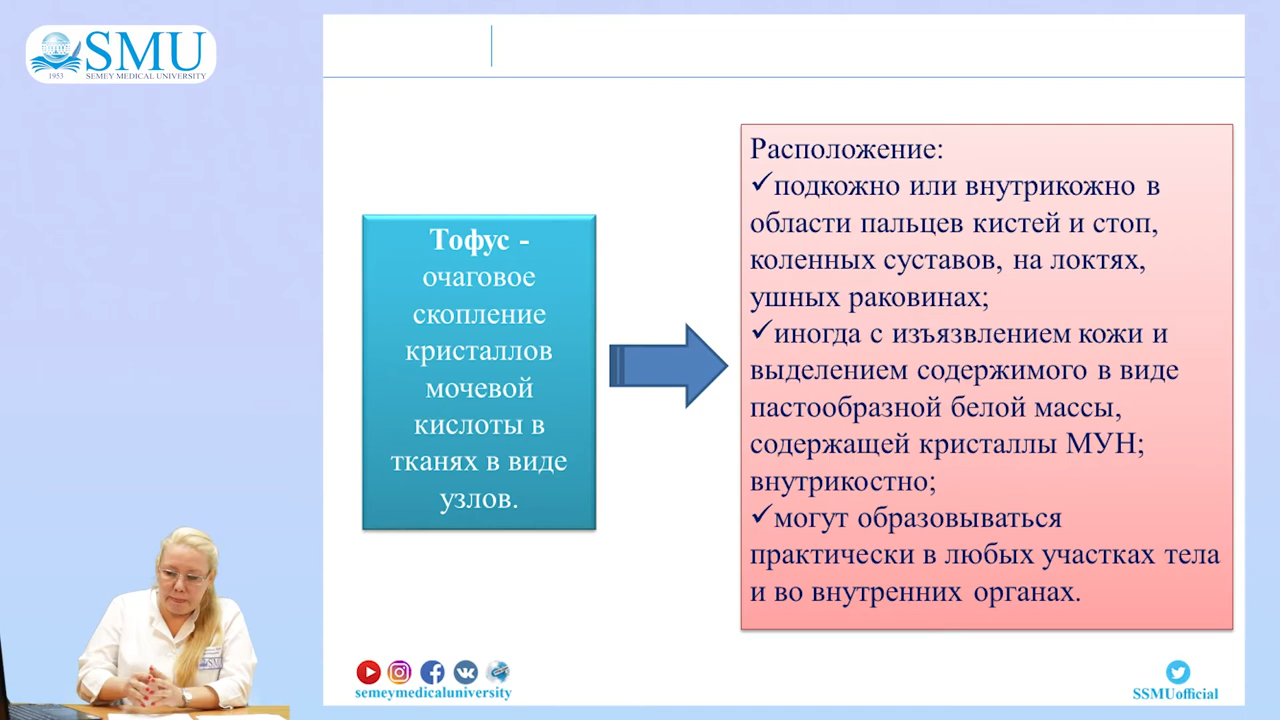 SMU
SEMEY MEDICAL UNIVERSITY
1953
Тофус -
очаговое
скопление
кристаллов
мочевой
кислоты в
тканях в виде
узлов.
Расположение:
✓подкожно или внутрикожно в
области пальцев кистей и стоп,
коленных суставов, на локтях,
ушных раковинах;
✓иногда с изъязвлением кожи и
выделением содержимого в виде
пастообразной белой массы,
содержащей кристаллы МУН;
внутрикостно;
✓могут образовываться
практически в любых участках тела
и во внутренних органах.
semeymedicaluniversity
SSMUofficial
SMU